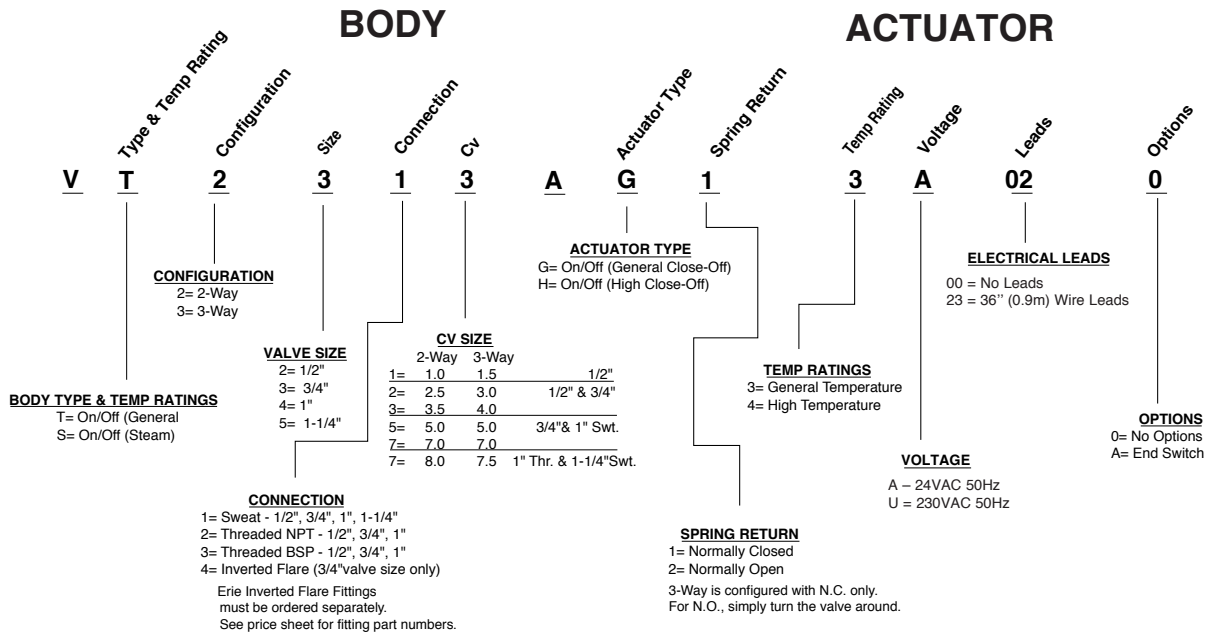 BODY
ACTUATOR
Type & Temp Rating
Configuration
Size
Connection
Cv
Actuator Type
Spring Return
Temp Rating
Voltage
Leads
Options
V T 2 3 1 3 A G 1 3 A 02 0
BODY TYPE & TEMP RATINGS
T= On/Off (General
S= On/Off (Steam)
CONFIGURATION
2= 2-Way
3= 3-Way
VALVE SIZE
2= 1/2"
3= 3/4"
4= 1"
5= 1-1/4"
CONNECTION
1= Sweat - 1/2", 3/4", 1", 1-1/4"
2= Threaded NPT - 1/2", 3/4", 1"
3= Threaded BSP - 1/2", 3/4", 1"
4= Inverted Flare (3/4"valve size only)
Erie Inverted Flare Fittings
must be ordered separately.
See price sheet for fitting part numbers.
CV SIZE
2-Way 3-Way
1= 1.0 1.5 1/2"
2= 2.5 3.0 1/2" & 3/4"
3= 3.5 4.0
5= 5.0 5.0 3/4"& 1" Swt.
7= 7.0 7.0
7= 8.0 7.5 1" Thr. & 1-1/4"Swt.
ACTUATOR TYPE
G= On/Off (General Close-Off)
H= On/Off (High Close-Off)
SPRING RETURN
1= Normally Closed
2= Normally Open
3-Way is configured with N.C. only.
For N.O., simply turn the valve around.
TEMP RATINGS
3= General Temperature
4= High Temperature
VOLTAGE
A – 24VAC 50Hz
U = 230VAC 50Hz
ELECTRICAL LEADS
00 = No Leads
23 = 36’’ (0.9m) Wire Leads
OPTIONS
0= No Options
A= End Switch